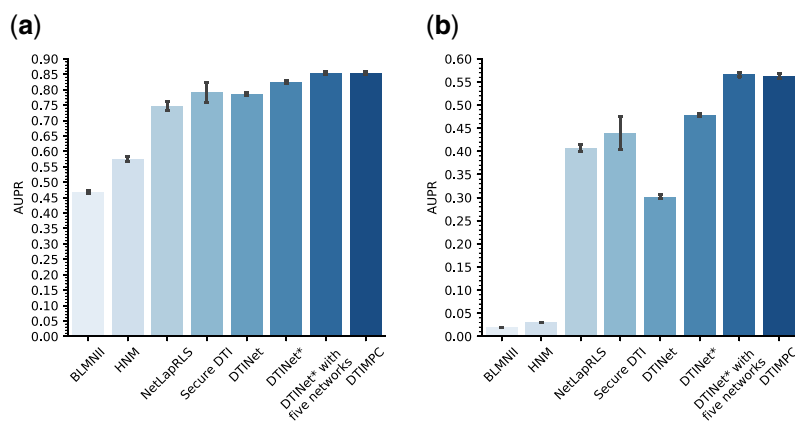 (a)
AUPR
0.90
0.85
0.80
0.75
0.70
0.65
0.60
0.55
0.50
0.45
0.40
0.35
0.30
0.25
0.20
0.15
0.10
0.05
0.00
BLMNII
HNM
NetLapRLS
Secure DTI
DTINet
DTINet*
DTINet* with
five networks
DTIMPC
(b)
AUPR
0.60
0.55
0.50
0.45
0.40
0.35
0.30
0.25
0.20
0.15
0.10
0.05
0.00
BLMNII
HNM
NetLapRLS
Secure DTI
DTINet
DTINet*
DTINet* with
five networks
DTIMPC